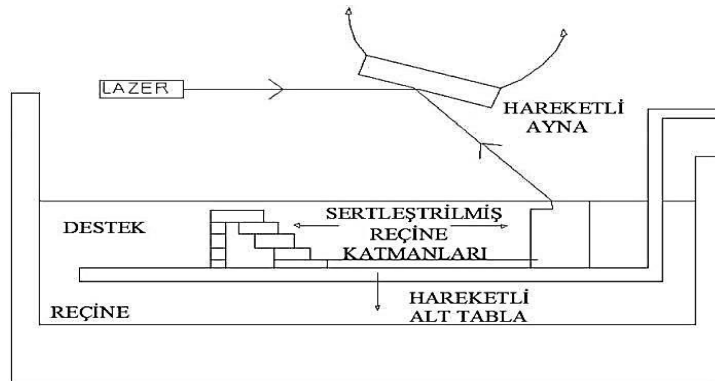 LAZER
HAREKETLİ
AYNA
DESTEK
SERTLEŞTRİLMİŞ
REÇİNE
KATMANLARI
HAREKETLİ
ALT TABLA
REÇİNE